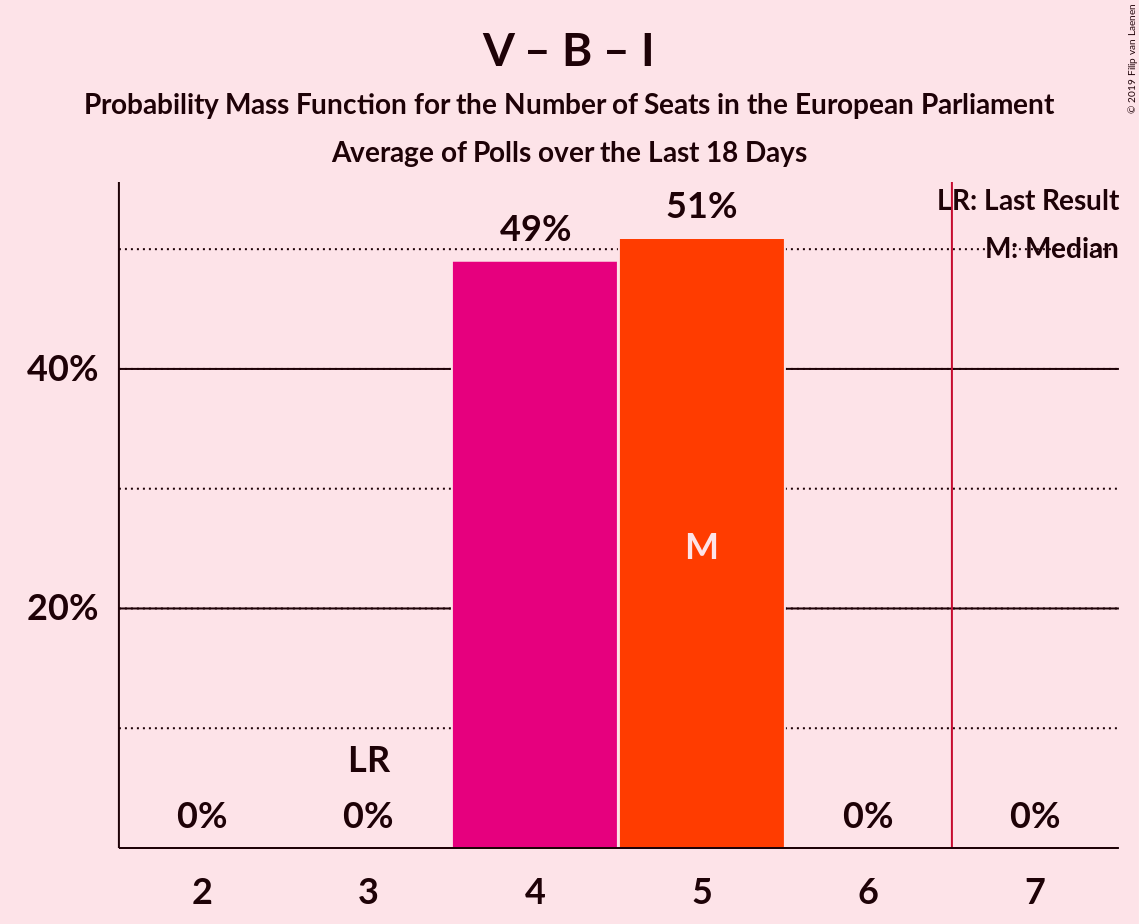 V – B – I
Probability Mass Function for the Number of Seats in the European Parliament
Average of Polls over the Last 18 Days
© 2019 Filip van Laenen
LR: Last Result
M: Median
49%
51%
40%
20%
M
LR
0%
0%
0%
0%
2
3
4
5
6
7